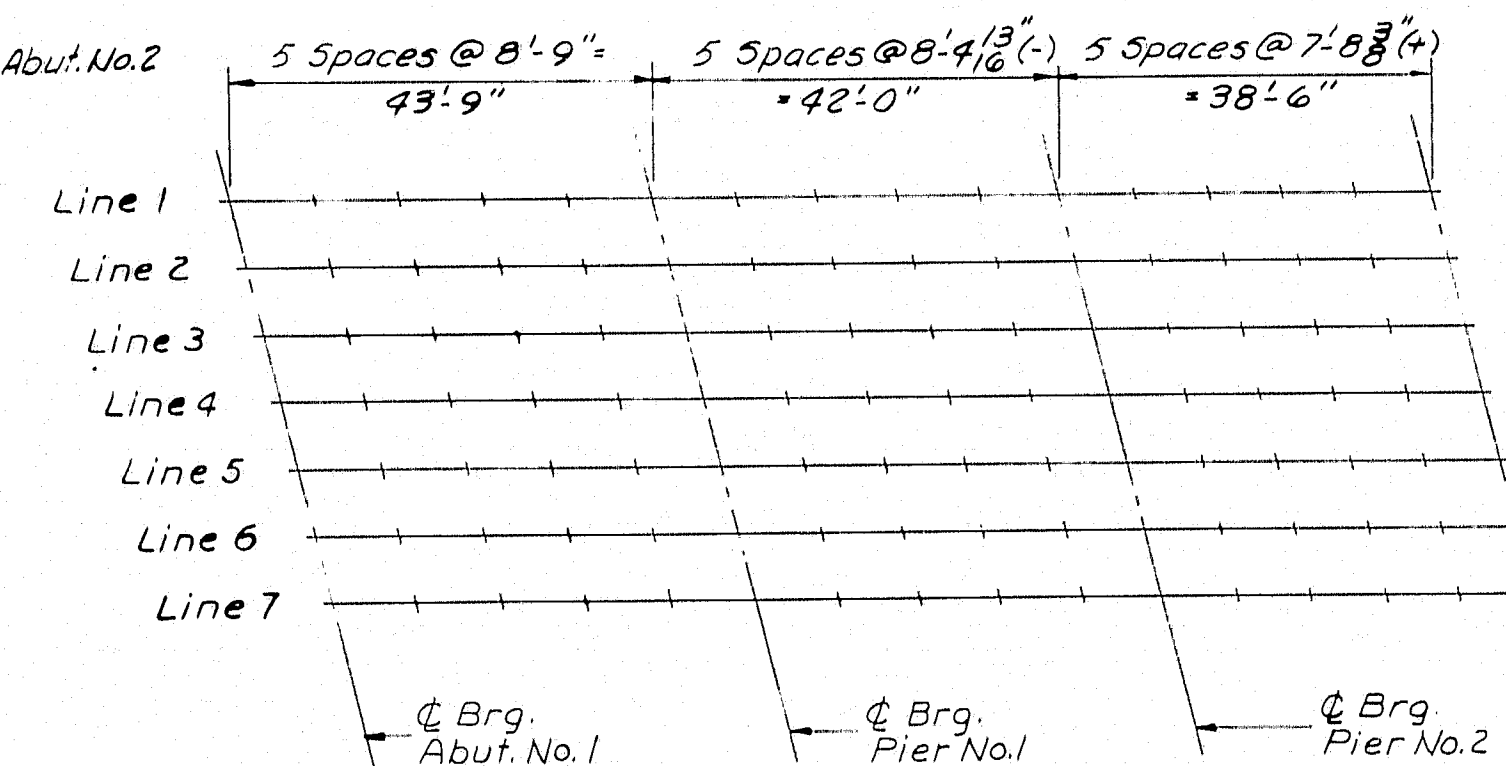 Abut. No. 2
5 Spaces @ 8'-9" =
43'-9"
5 Spaces @ 8'-4 13/16" (-)
= 42'-0"
5 Spaces @ 7'-8 3/8" (+)
= 38'-6"
Line 1
Line 2
Line 3
Line 4
Line 5
Line 6
Line 7
℄ Brg.
Abut. No. 1
℄ Brg.
Pier No. 1
℄ Brg.
Pier No. 2